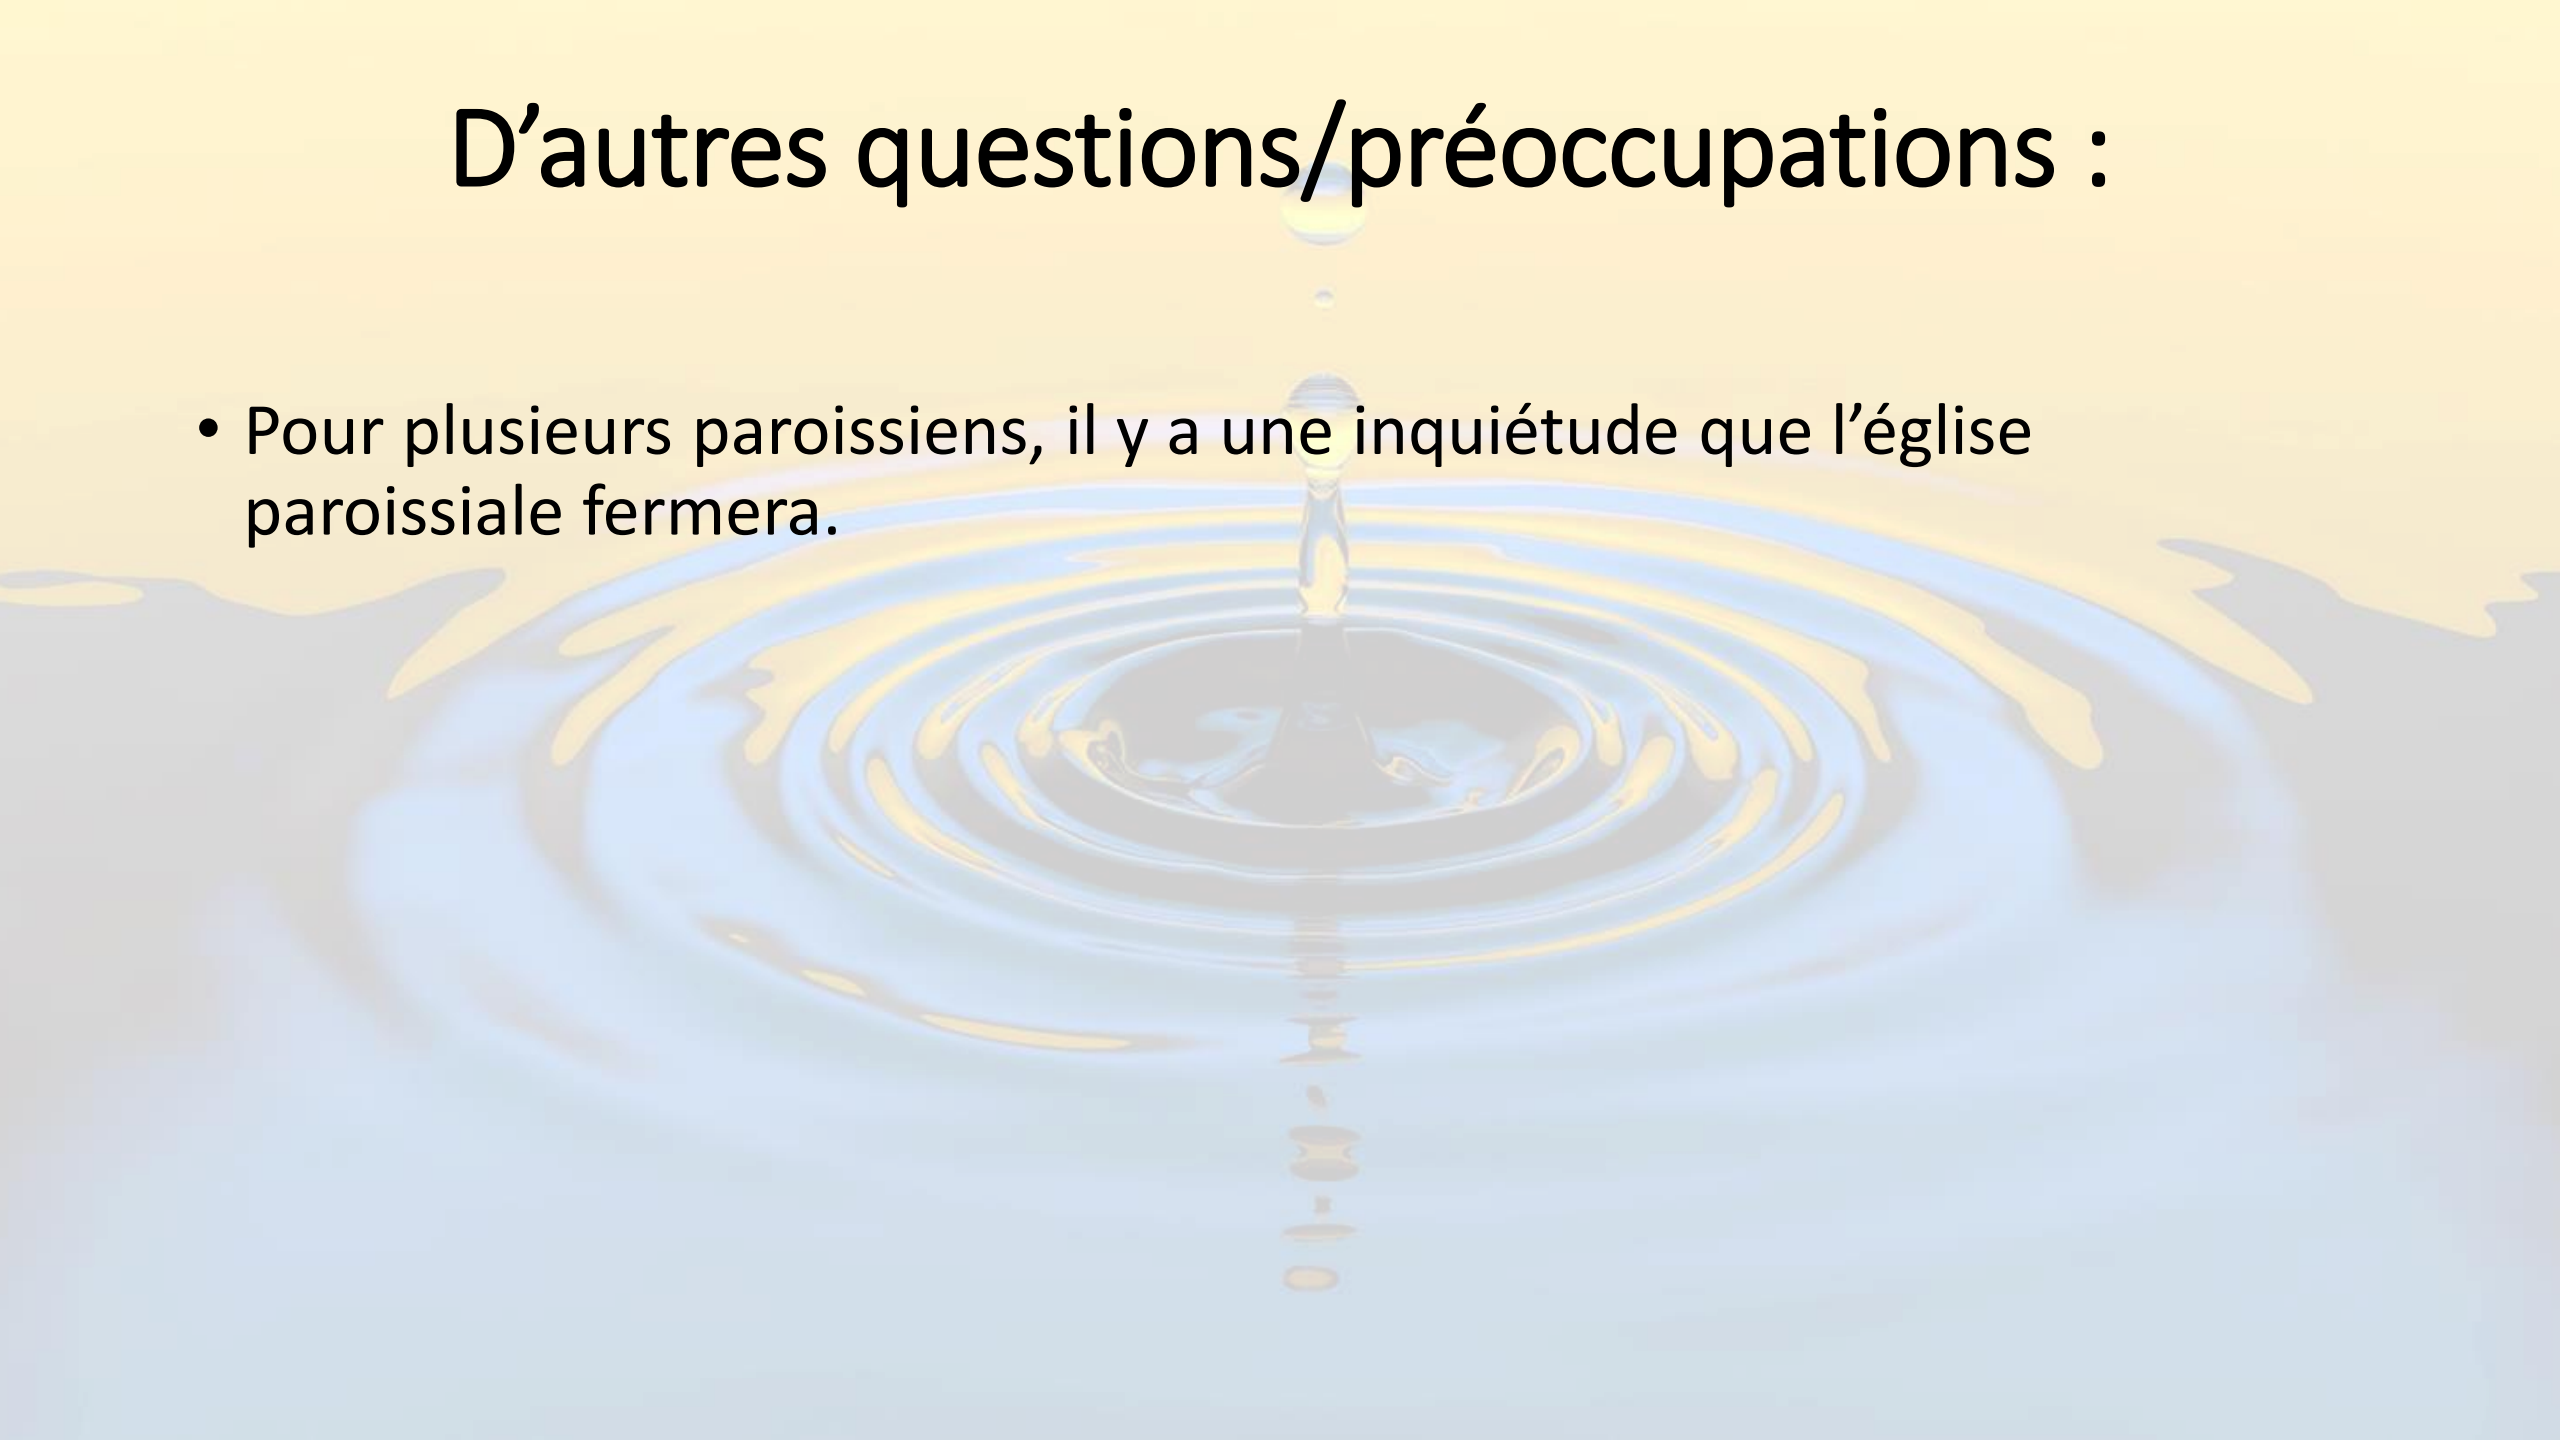 D’autres questions/préoccupations :
• Pour plusieurs paroissiens, il y a une inquiétude que l’église
paroissiale fermera.